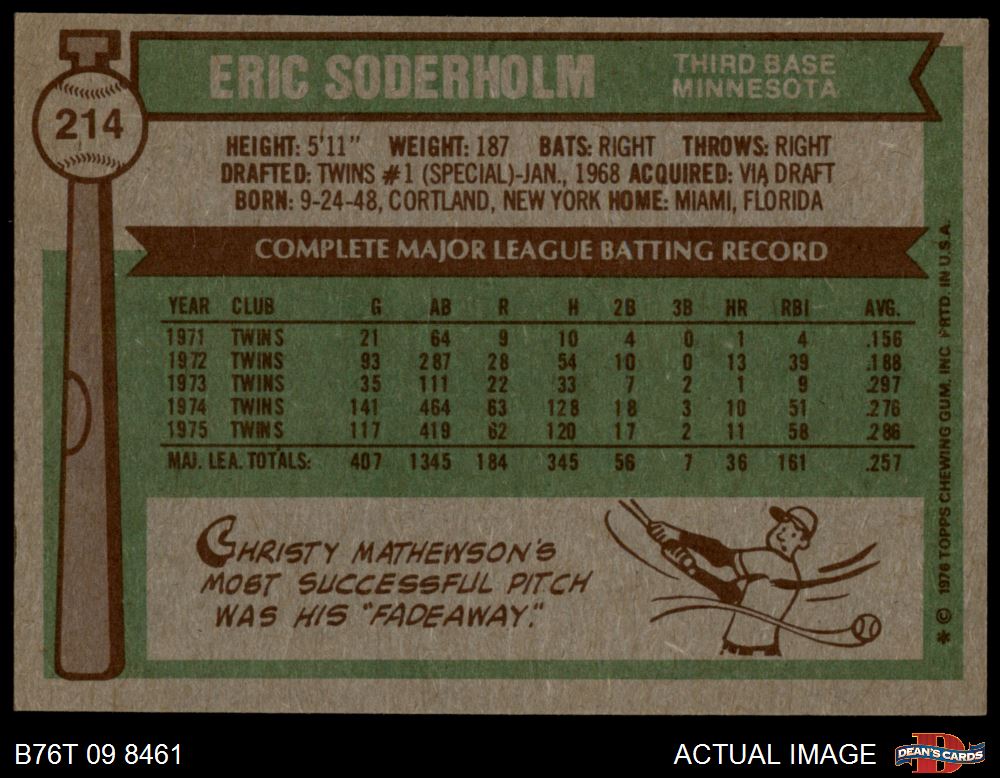 214
ERIC SODERHOLM
THIRD BASE
MINNESOTA
HEIGHT: 5'11" WEIGHT: 187 BATS: RIGHT THROWS: RIGHT
DRAFTED: TWINS #1 (SPECIAL)-JAN., 1968 ACQUIRED: VIA DRAFT
BORN: 9-24-48, CORTLAND, NEW YORK HOME: MIAMI, FLORIDA
COMPLETE MAJOR LEAGUE BATTING RECORD
YEAR CLUB G AB R H 2B 3B HR RBI AVG.
1971 TWINS 21 64 9 10 4 0 1 4 .156
1972 TWINS 93 287 28 54 10 0 13 39 .188
1973 TWINS 35 111 22 33 7 2 1 9 .297
1974 TWINS 141 464 63 128 18 3 10 51 .276
1975 TWINS 117 419 62 120 17 2 11 58 .286
MAJ. LEA. TOTALS: 407 1345 184 345 56 7 36 161 .257
CHRISTY MATHEWSON'S
MOST SUCCESSFUL PITCH
WAS HIS "FADEAWAY."
* © 1976 TOPPS CHEWING GUM, INC. PRTD. IN U.S.A.
B76T 09 8461
ACTUAL IMAGE
D
DEAN'S CARDS